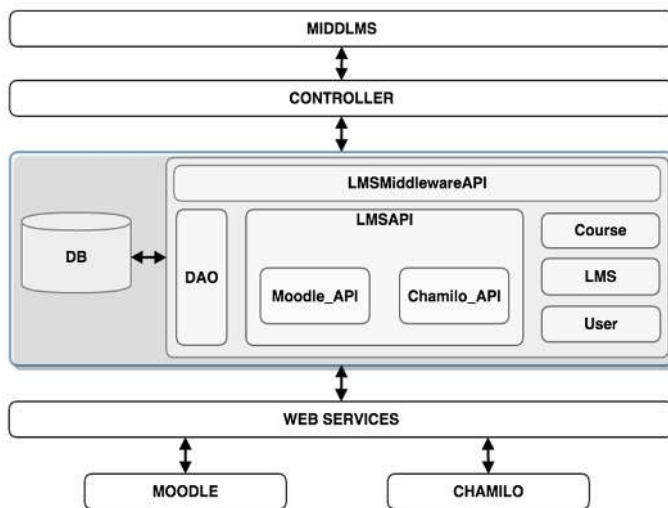 MIDDLMS
CONTROLLER
LMSMiddlewareAPI
DB
DAO
LMSAPI
Moodle_API
Chamilo_API
Course
LMS
User
WEB SERVICES
MOODLE
CHAMILO